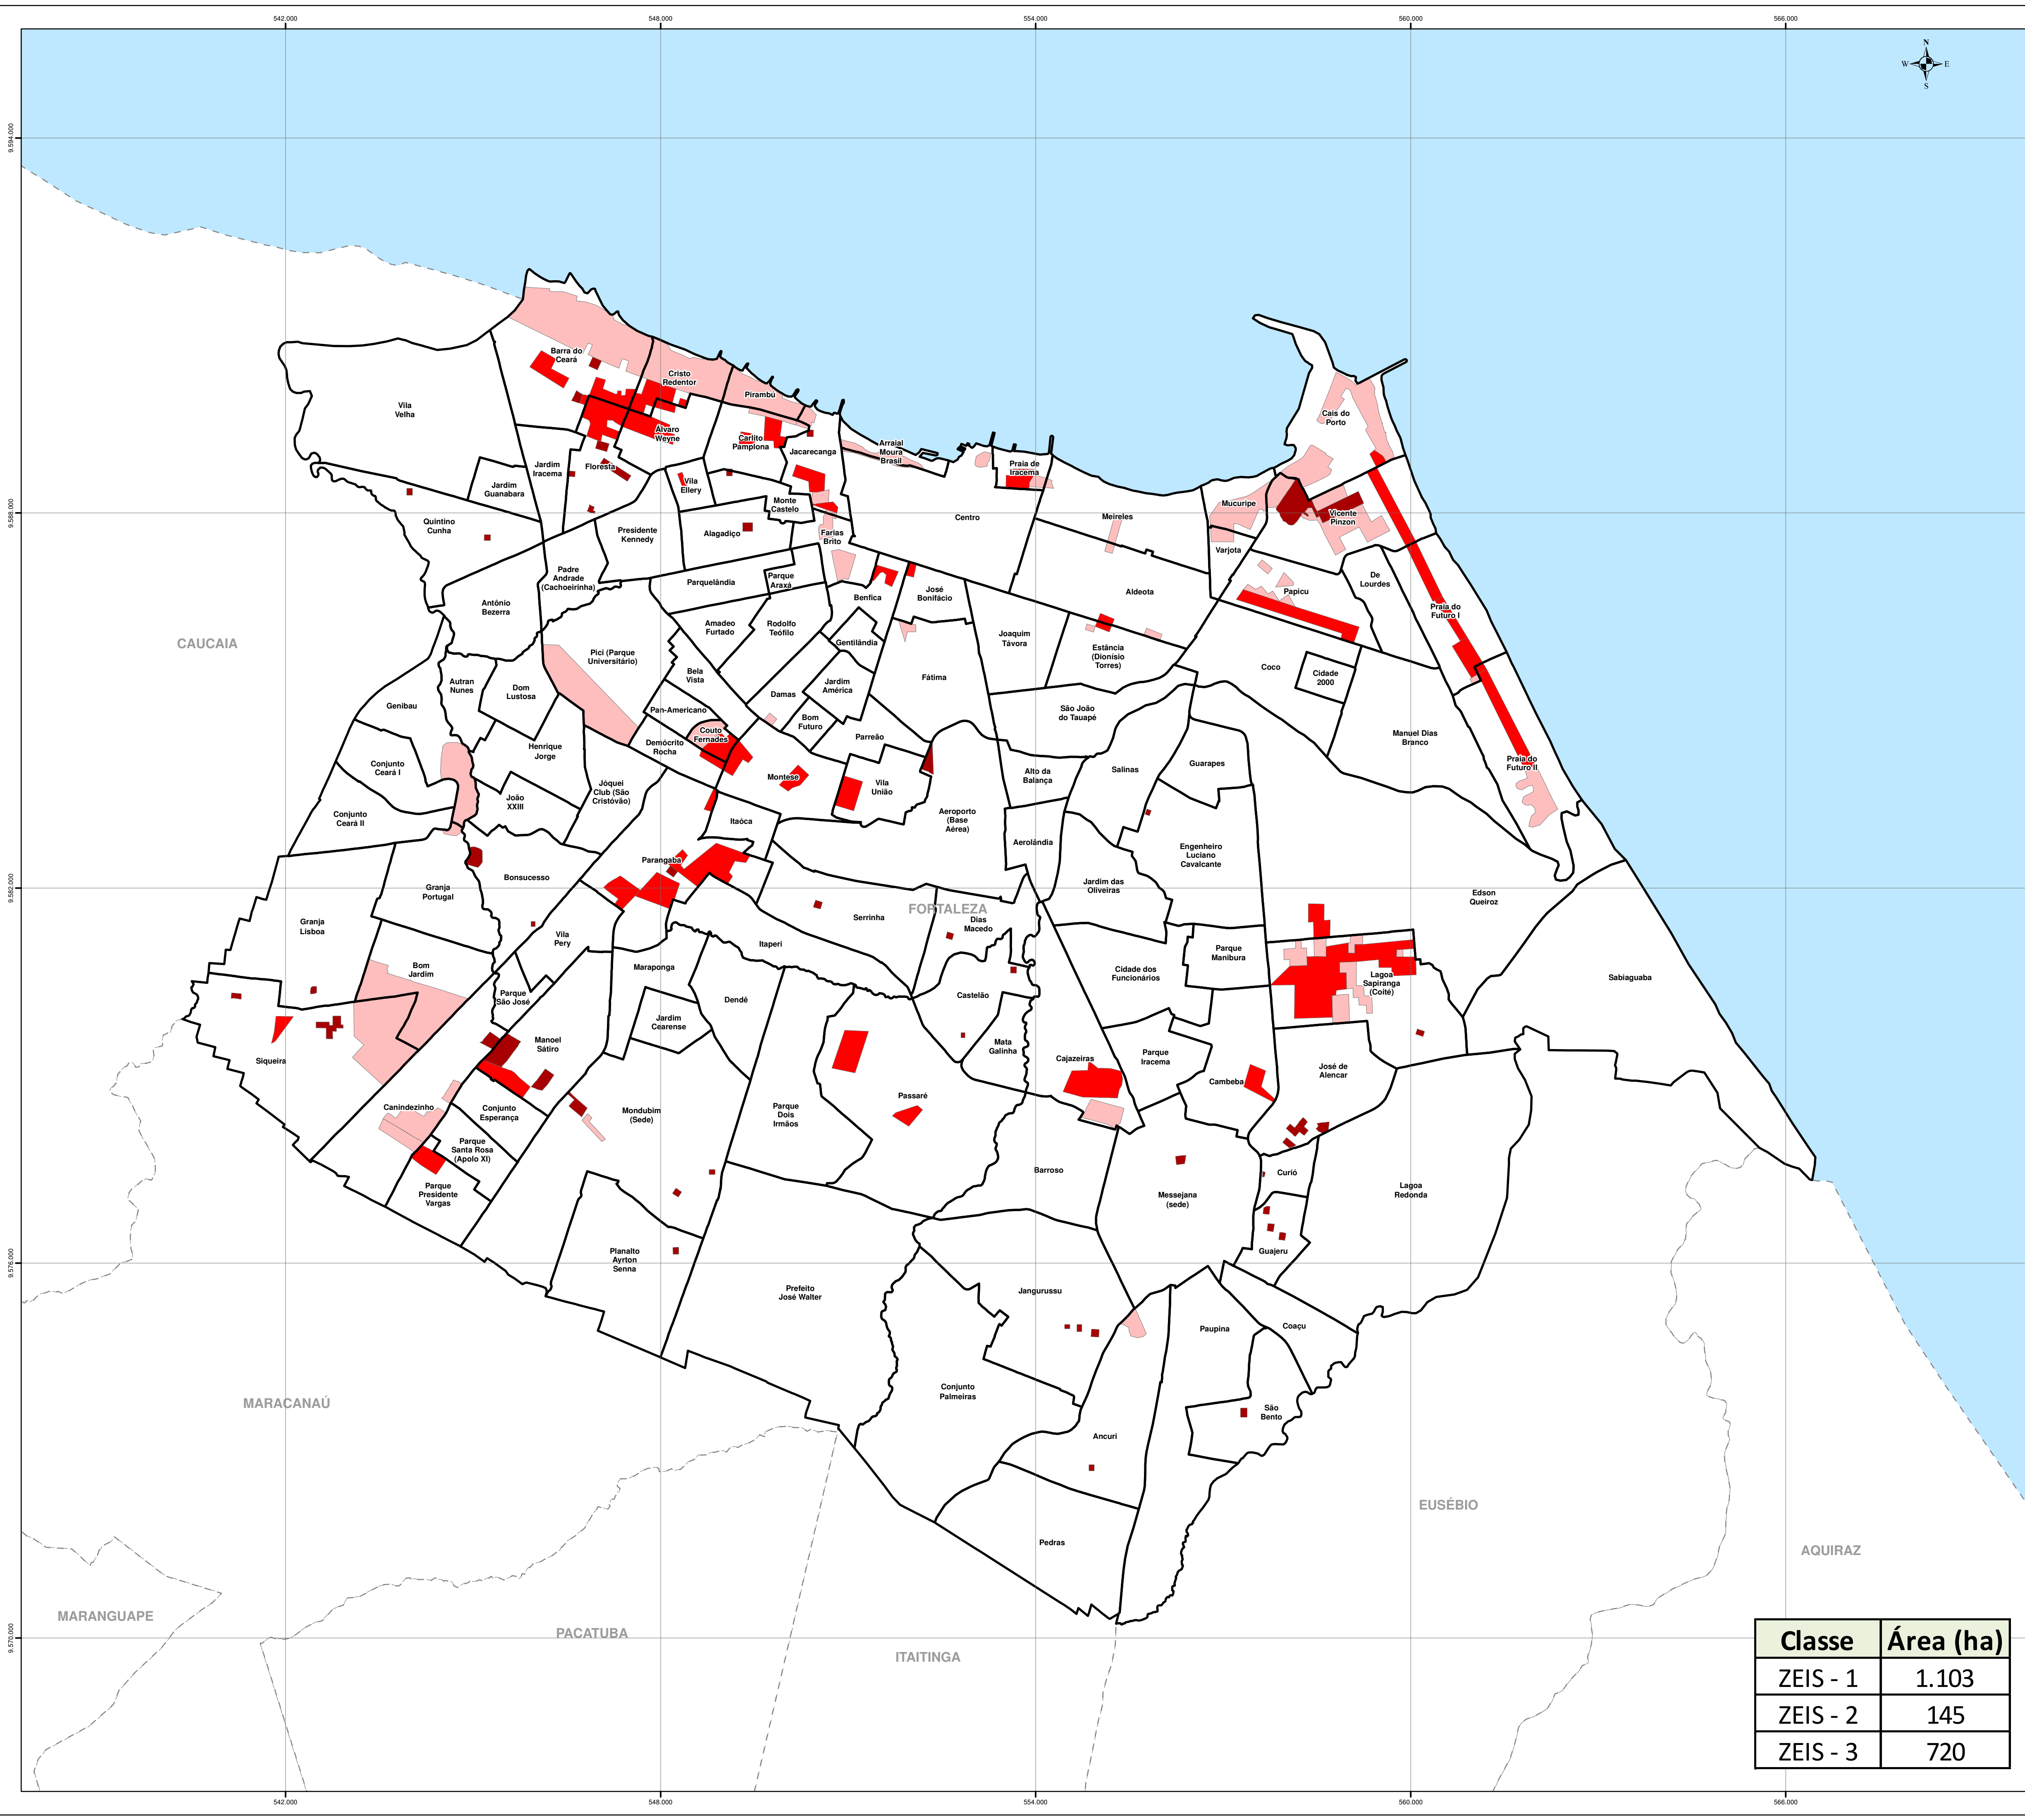 542.000
548.000
554.000
560.000
566.000
N
W
E
S
9.594.000
9.588.000
9.582.000
9.576.000
9.570.000
Barra do
Ceará
Cristo
Redentor
Pirambú
Vila
Velha
Álvaro
Weyne
Carlito
Pamplona
Jacarecanga
Arraial
Moura
Brasil
Cais do
Porto
Jardim
Iracema
Floresta
Jardim
Guanabara
Vila
Ellery
Monte
Castelo
Praia de
Iracema
Mucuripe
Vicente
Pinzon
Quintino
Cunha
Presidente
Kennedy
Alagadiço
Farias
Brito
Centro
Meireles
Varjota
Padre
Andrade
(Cachoeirinha)
Parquelândia
Parque
Araxá
Benfica
José
Bonifácio
Aldeota
Papicu
De
Lourdes
Antônio
Bezerra
Praia do
Futuro I
Amadeo
Furtado
Rodolfo
Teófilo
Gentilândia
Joaquim
Távora
Estância
(Dionísio
Torres)
CAUCAIA
Pici (Parque
Universitário)
Bela
Vista
Fátima
Coco
Cidade
2000
Autran
Nunes
Dom
Lustosa
Damas
Jardim
América
Genibau
Pan-Americano
Bom
Futuro
São João
do Tauapé
Couto
Fernades
Parreão
Manuel Dias
Branco
Henrique
Jorge
Demócrito
Rocha
Conjunto
Ceará I
Montese
Vila
União
Alto da
Balança
Salinas
Guarapes
Praia do
Futuro II
Jóquei
Club (São
Cristóvão)
João
XXIII
Conjunto
Ceará II
Itaóca
Aeroporto
(Base
Aérea)
Aerolândia
Engenheiro
Luciano
Cavalcante
Parangaba
Bonsucesso
Granja
Portugal
Jardim das
Oliveiras
Edson
Queiroz
Granja
Lisboa
Serrinha
FORTALEZA
Dias
Macedo
Vila
Pery
Itaperi
Parque
Manibura
Bom
Jardim
Maraponga
Cidade dos
Funcionários
Lagoa
Sapiranga
(Coité)
Sabiaguaba
Parque
São José
Dendê
Castelão
Jardim
Cearense
Manoel
Sátiro
Mata
Galinha
Siqueira
Cajazeiras
Parque
Iracema
José de
Alencar
Cambeba
Canindezinho
Conjunto
Esperança
Mondubim
(Sede)
Parque
Dois
Irmãos
Passaré
Parque
Santa Rosa
(Apolo XI)
Barroso
Curió
Parque
Presidente
Vargas
Messejana
(sede)
Lagoa
Redonda
Guajeru
Planalto
Ayrton
Senna
Prefeito
José Walter
Jangurussu
Paupina
Coaçu
Conjunto
Palmeiras
MARACANAÚ
São
Bento
Ancuri
EUSÉBIO
Pedras
AQUIRAZ
MARANGUAPE
PACATUBA
ITAITINGA
Classe Área (ha)
ZEIS - 1 1.103
ZEIS - 2 145
ZEIS - 3 720
542.000
548.000
554.000
560.000
566.000